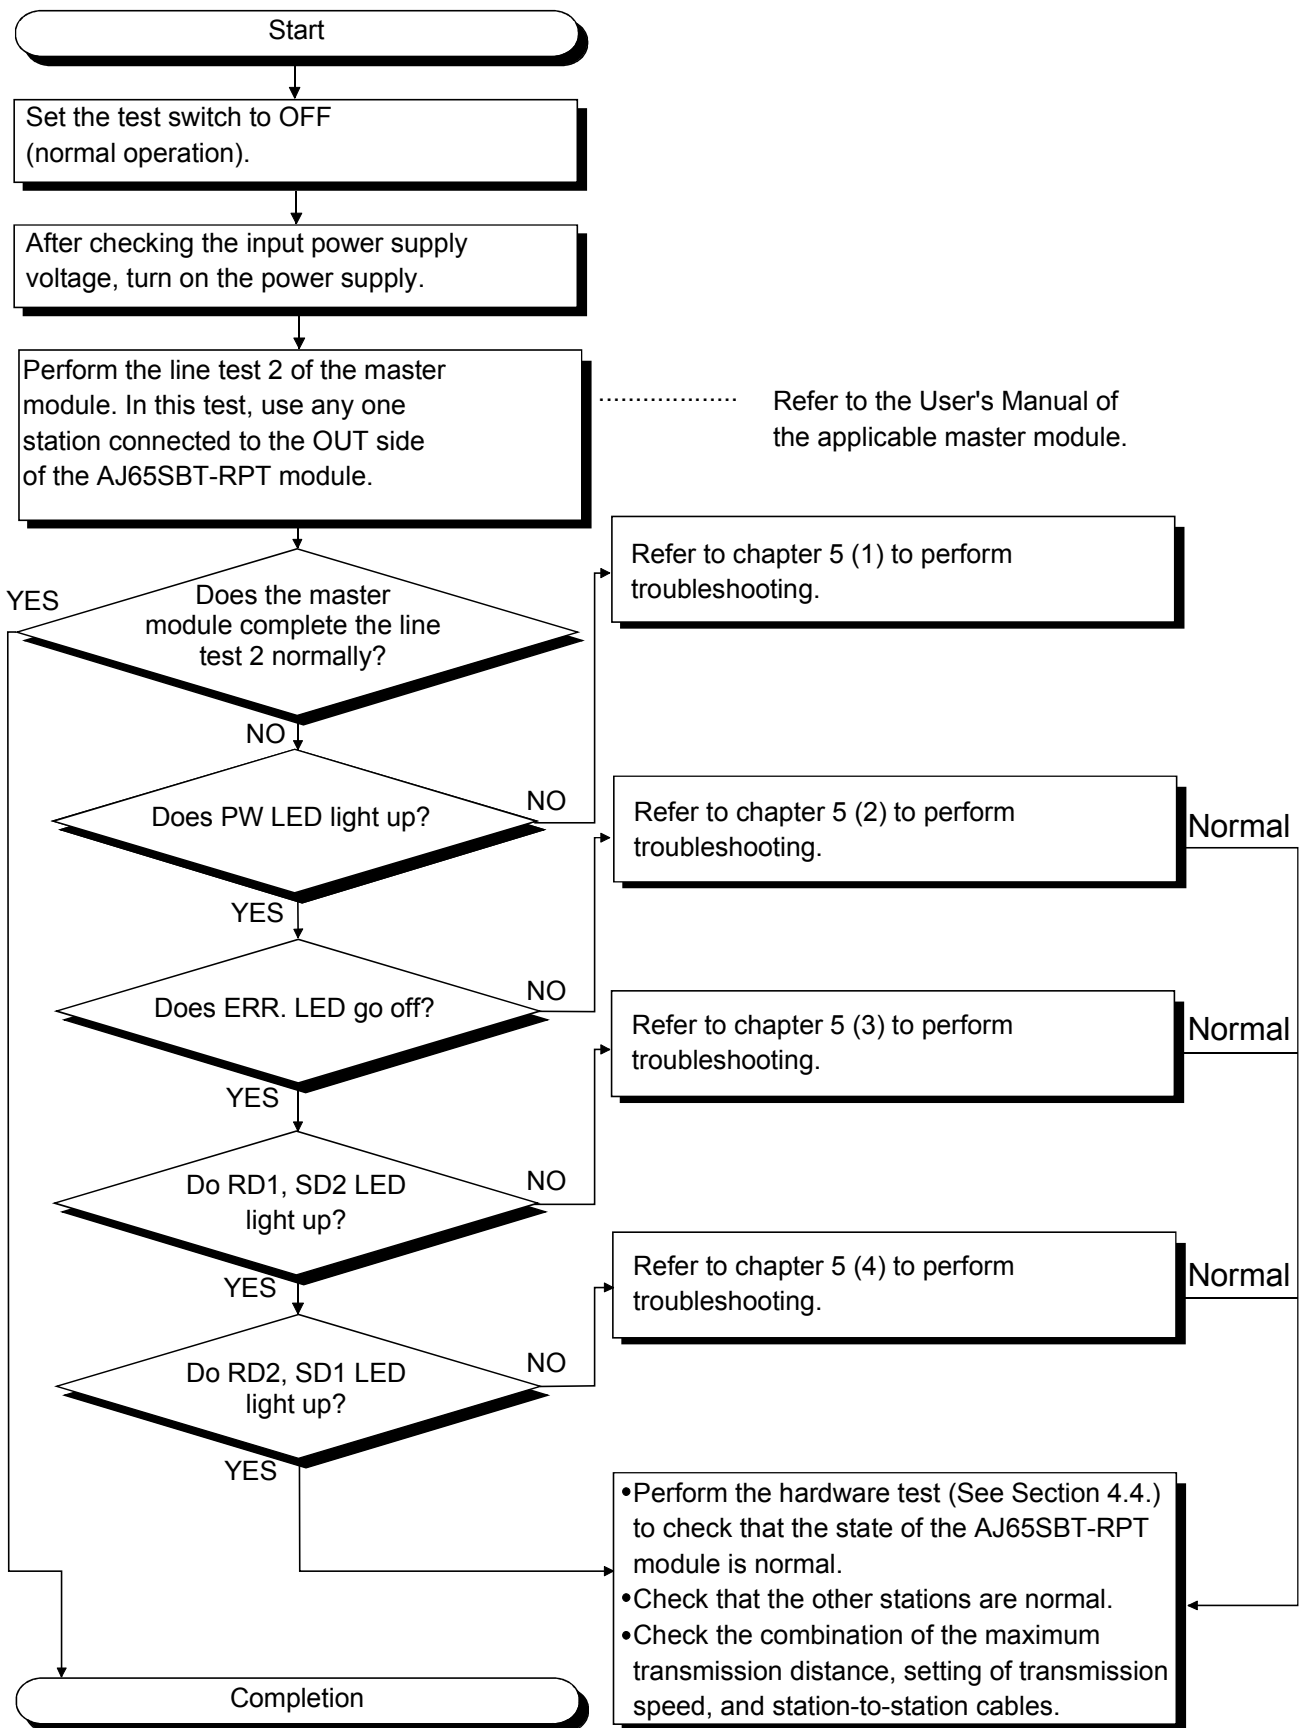 Start
Set the test switch to OFF
(normal operation).
After checking the input power supply
voltage, turn on the power supply.
Perform the line test 2 of the master
module. In this test, use any one
station connected to the OUT side
of the AJ65SBT-RPT module.
Refer to the User's Manual of
the applicable master module.
YES
Does the master
module complete the line
test 2 normally?
Refer to chapter 5 (1) to perform
troubleshooting.
NO
Does PW LED light up?
NO
Refer to chapter 5 (2) to perform
troubleshooting.
Normal
YES
Does ERR. LED go off?
NO
Refer to chapter 5 (3) to perform
troubleshooting.
Normal
YES
Do RD1, SD2 LED
light up?
NO
Refer to chapter 5 (4) to perform
troubleshooting.
Normal
YES
Do RD2, SD1 LED
light up?
NO
YES
•Perform the hardware test (See Section 4.4.)
to check that the state of the AJ65SBT-RPT
module is normal.
•Check that the other stations are normal.
•Check the combination of the maximum
transmission distance, setting of transmission
speed, and station-to-station cables.
Completion